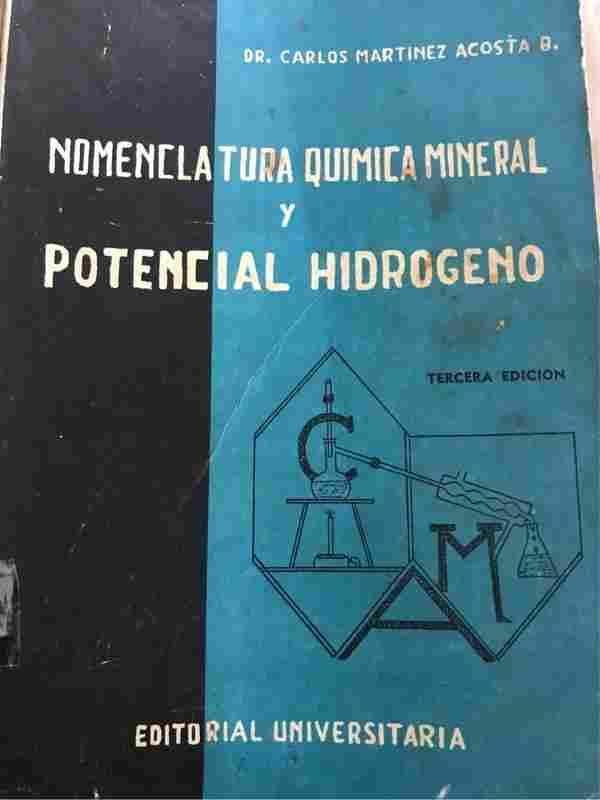 DR. CARLOS MARTINEZ ACOSTA B.
NOMENCLATURA QUIMICA MINERAL
Y
POTENCIAL HIDROGENO
TERCERA EDICION
C
M
A
EDITORIAL UNIVERSITARIA